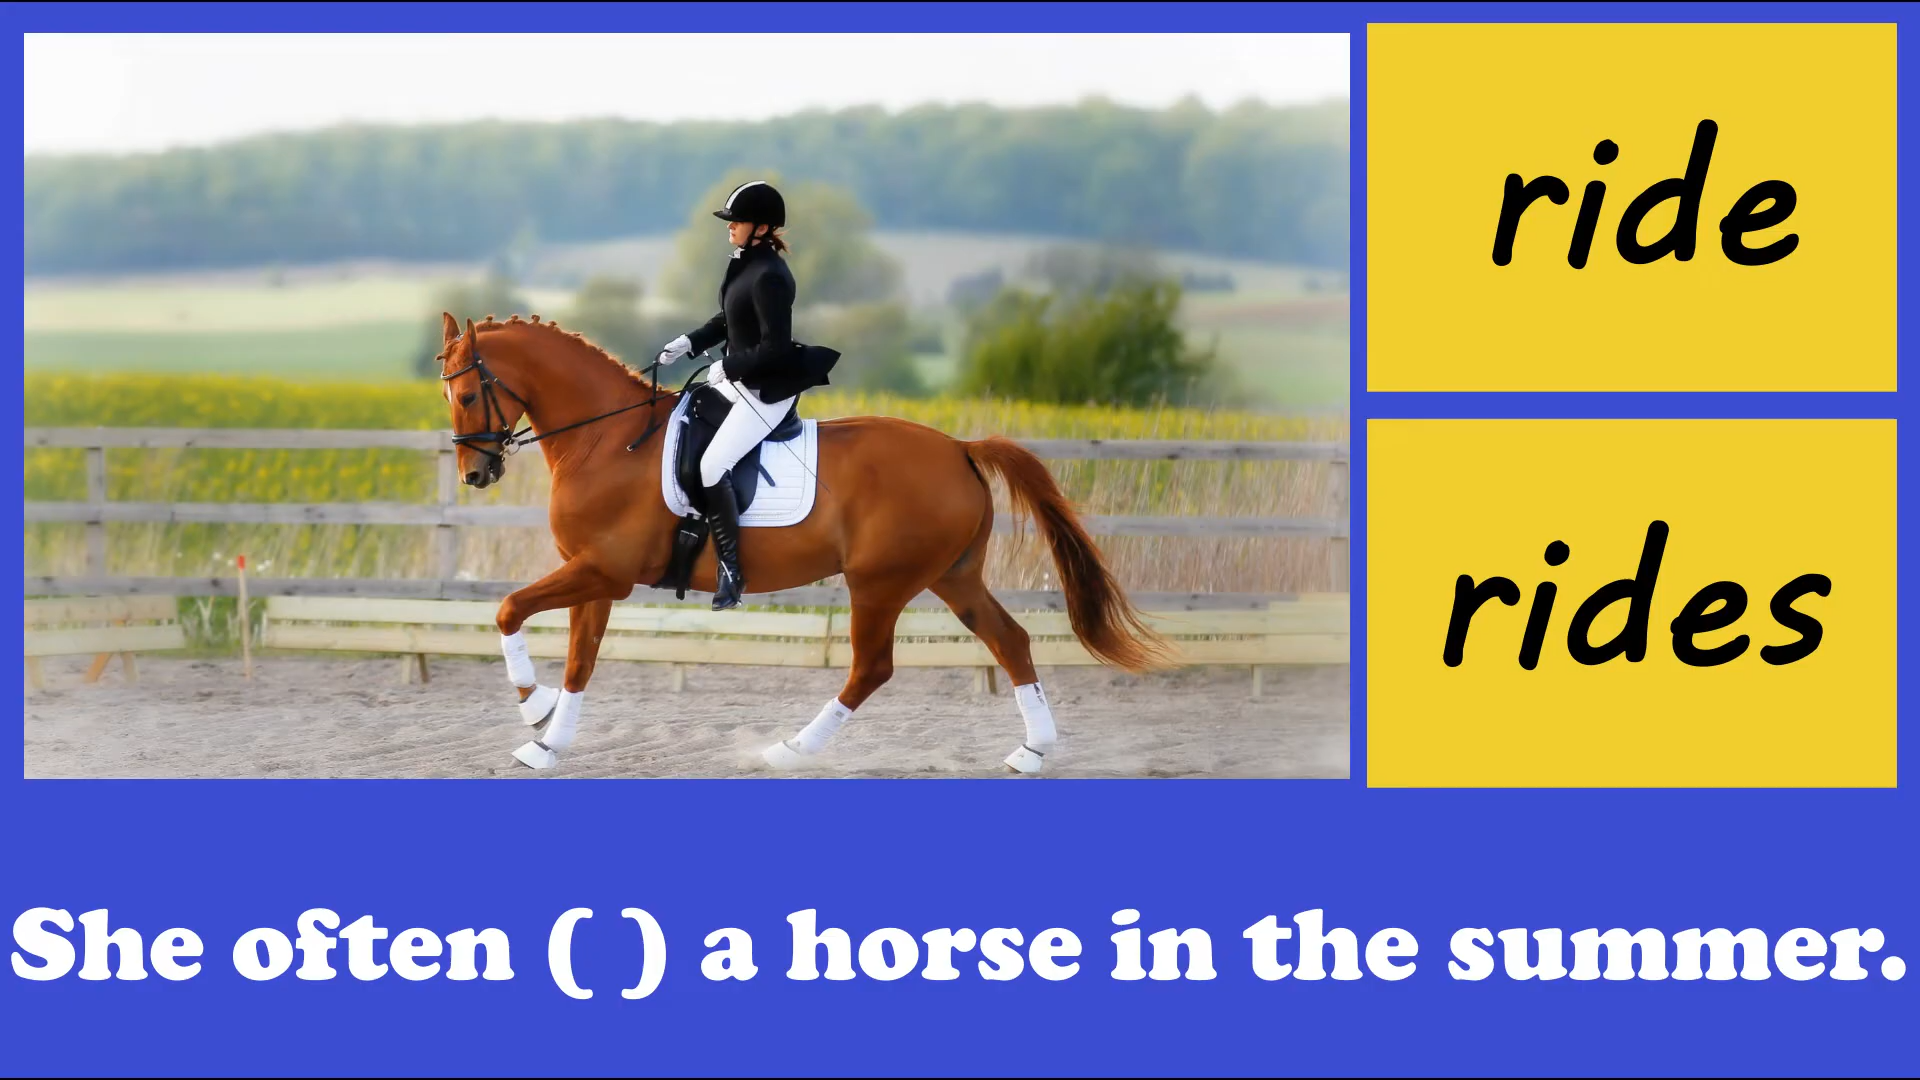 ride
rides
She often ( ) a horse in the summer.